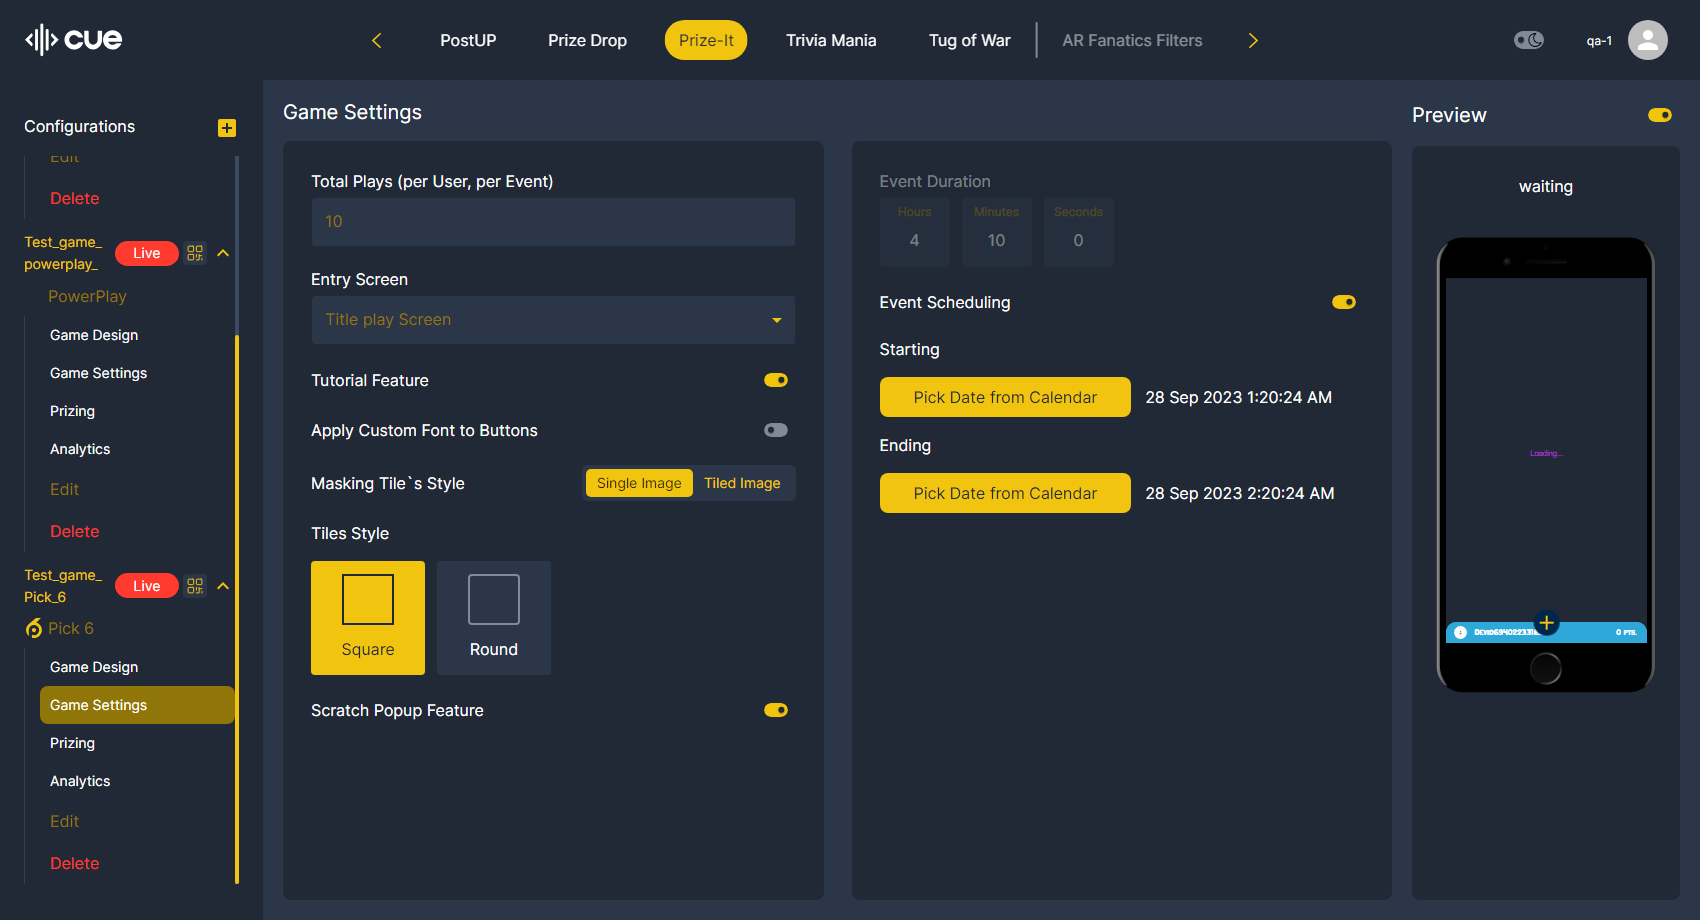 cue
PostUP
Prize Drop
Prize-It
Trivia Mania
Tug of War
AR Fanatics Filters
qa-1
Configurations
Edit
Delete
Test_game_
powerplay_
Live
PowerPlay
Game Design
Game Settings
Prizing
Analytics
Edit
Delete
Test_game_
Pick_6
Live
Pick 6
Game Design
Game Settings
Prizing
Analytics
Edit
Delete
Game Settings
Total Plays (per User, per Event)
10
Entry Screen
Title play Screen
Tutorial Feature
Apply Custom Font to Buttons
Masking Tile`s Style
Single Image
Tiled Image
Tiles Style
Square
Round
Scratch Popup Feature
Event Duration
Hours
Minutes
Seconds
4
10
0
Event Scheduling
Starting
Pick Date from Calendar
28 Sep 2023 1:20:24 AM
Ending
Pick Date from Calendar
28 Sep 2023 2:20:24 AM
Preview
waiting
Loading...
0 PTS.